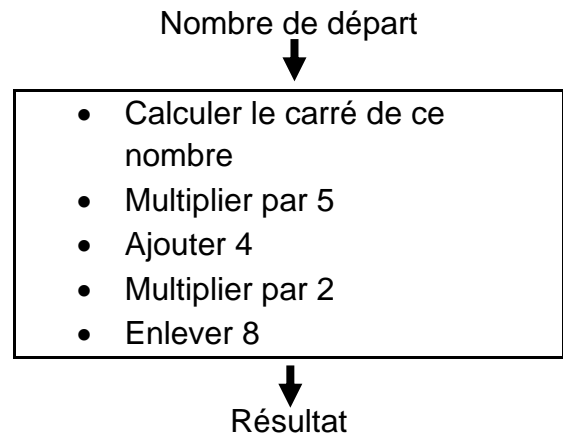 Nombre de départ
• Calculer le carré de ce
nombre
• Multiplier par 5
• Ajouter 4
• Multiplier par 2
• Enlever 8
Résultat